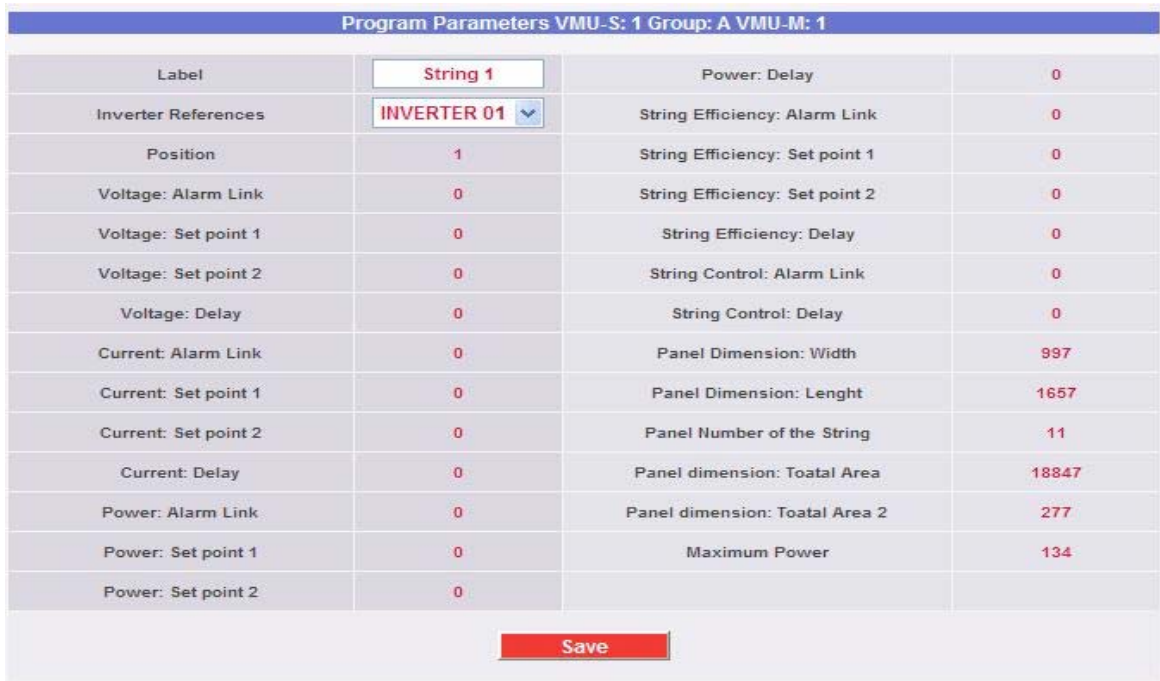 Program Parameters VMU-S: 1 Group: A VMU-M: 1
Label String 1 Power: Delay 0
Inverter References INVERTER 01 String Efficiency: Alarm Link 0
Position 1 String Efficiency: Set point 1 0
Voltage: Alarm Link 0 String Efficiency: Set point 2 0
Voltage: Set point 1 0 String Efficiency: Delay 0
Voltage: Set point 2 0 String Control: Alarm Link 0
Voltage: Delay 0 String Control: Delay 0
Current: Alarm Link 0 Panel Dimension: Width 997
Current: Set point 1 0 Panel Dimension: Lenght 1657
Current: Set point 2 0 Panel Number of the String 11
Current: Delay 0 Panel dimension: Toatal Area 18847
Power: Alarm Link 0 Panel dimension: Toatal Area 2 277
Power: Set point 1 0 Maximum Power 134
Power: Set point 2 0
Save